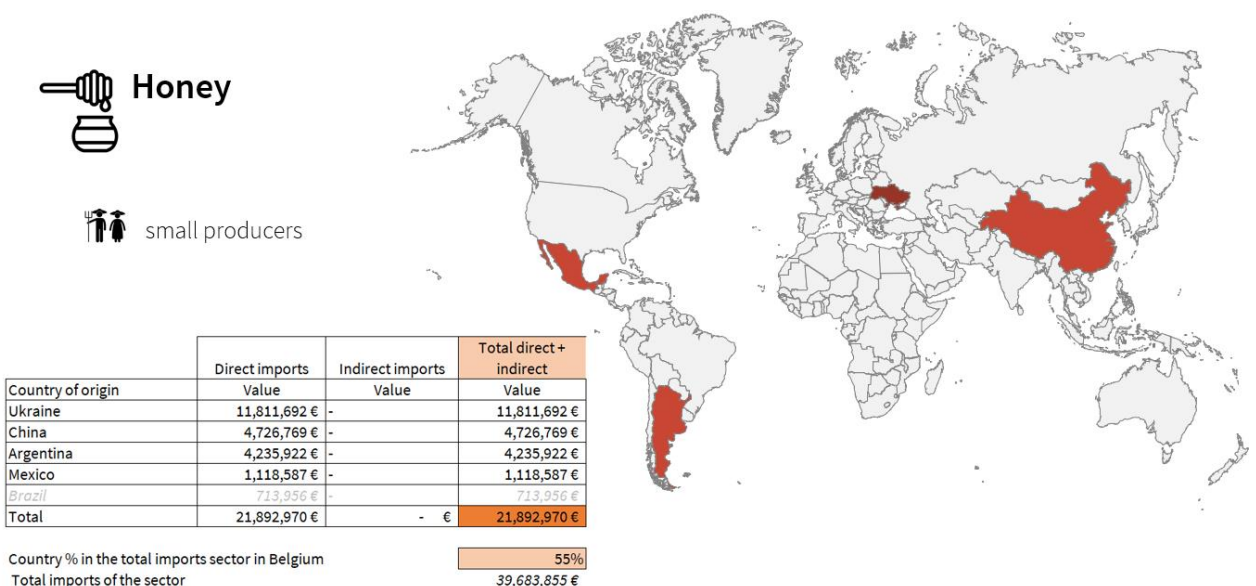 Honey
small producers
Direct imports Indirect imports Total direct + indirect
Country of origin Value Value Value
Ukraine 11,811,692 € - 11,811,692 €
China 4,726,769 € - 4,726,769 €
Argentina 4,235,922 € - 4,235,922 €
Mexico 1,118,587 € - 1,118,587 €
Brazil 713,956 € - 713,956 €
Total 21,892,970 € - € 21,892,970 €
Country % in the total imports sector in Belgium 55%
Total imports of the sector 39.683.855 €